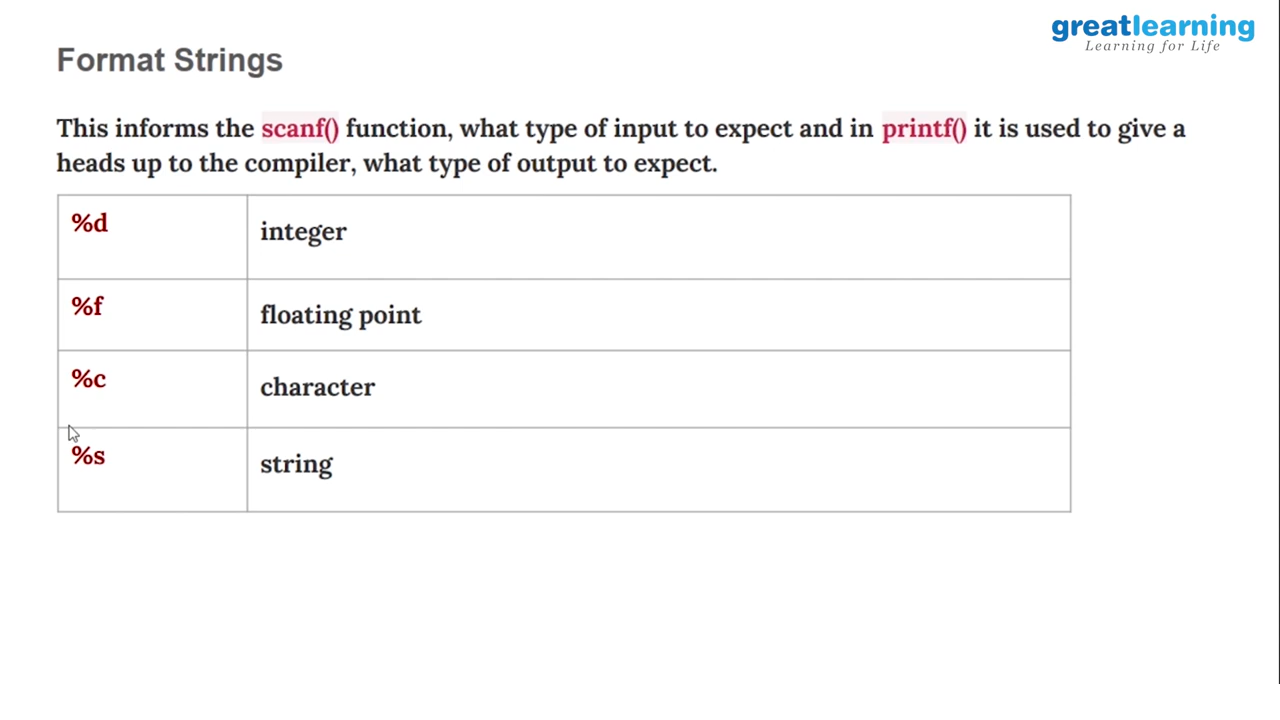 greatlearning
Learning for Life
Format Strings
This informs the scanf() function, what type of input to expect and in printf() it is used to give a
heads up to the compiler, what type of output to expect.
%d integer
%f floating point
%c character
%s string